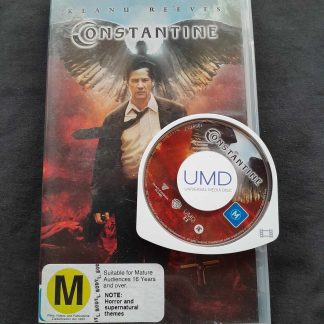 KEANU REEVES
CONSTANTINE
CONSTANTINE
UMD
UNIVERSAL MEDIA DISC
UMD
M
M
Suitable for Mature
Audiences 16 Years
and over.
NOTE:
Horror and
supernatural
themes